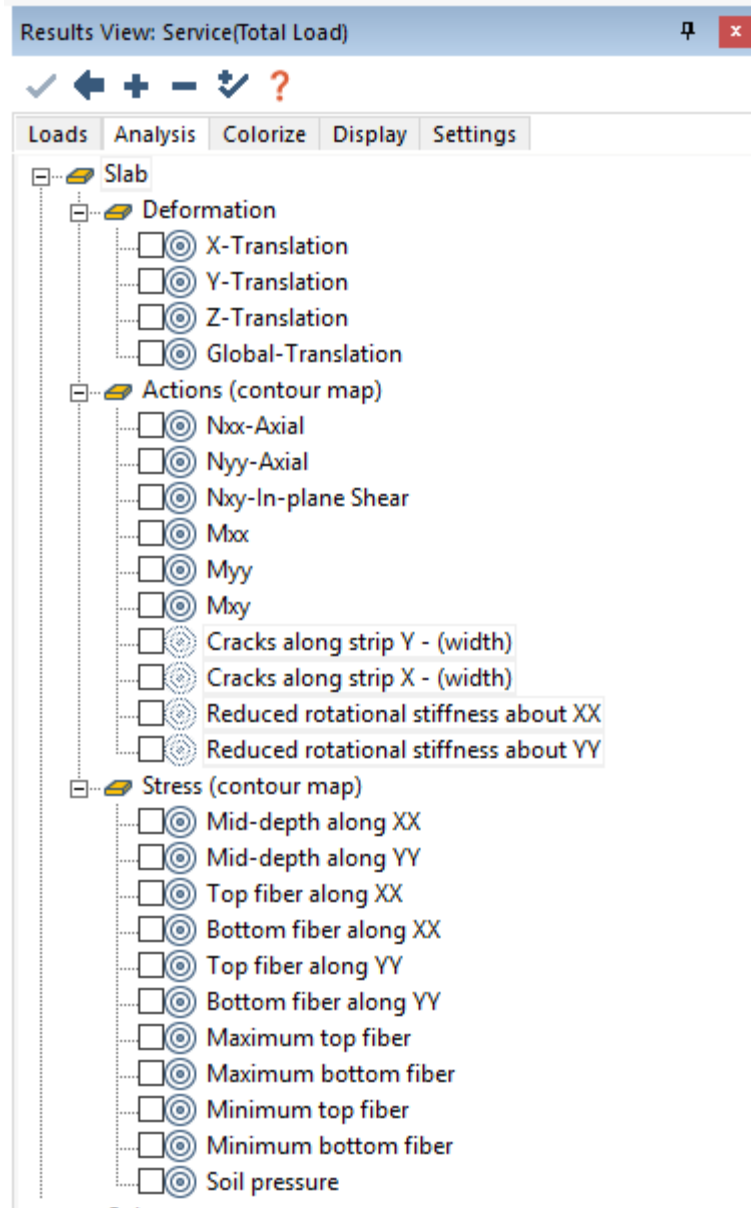 Results View: Service(Total Load)
Loads Analysis Colorize Display Settings
Slab
Deformation
X-Translation
Y-Translation
Z-Translation
Global-Translation
Actions (contour map)
Nxx-Axial
Nyy-Axial
Nxy-In-plane Shear
Mxx
Myy
Mxy
Cracks along strip Y - (width)
Cracks along strip X - (width)
Reduced rotational stiffness about XX
Reduced rotational stiffness about YY
Stress (contour map)
Mid-depth along XX
Mid-depth along YY
Top fiber along XX
Bottom fiber along XX
Top fiber along YY
Bottom fiber along YY
Maximum top fiber
Maximum bottom fiber
Minimum top fiber
Minimum bottom fiber
Soil pressure